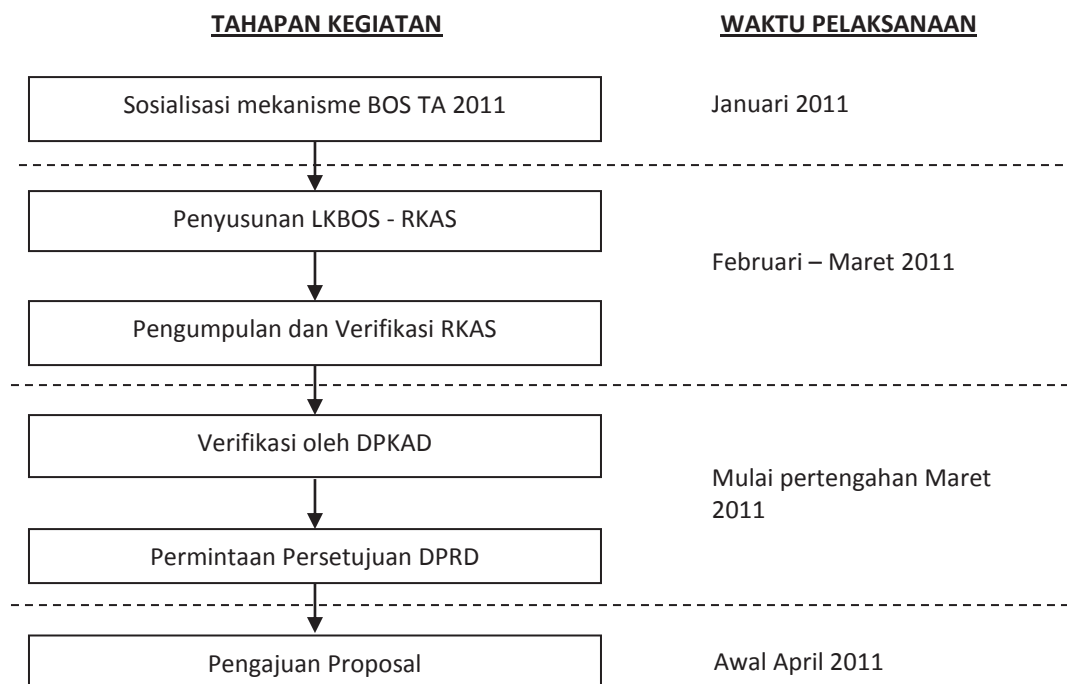 TAHAPAN KEGIATAN
WAKTU PELAKSANAAN
Sosialisasi mekanisme BOS TA 2011
Januari 2011
Penyusunan LKBOS - RKAS
Februari – Maret 2011
Pengumpulan dan Verifikasi RKAS
Verifikasi oleh DPKAD
Mulai pertengahan Maret
2011
Permintaan Persetujuan DPRD
Pengajuan Proposal
Awal April 2011